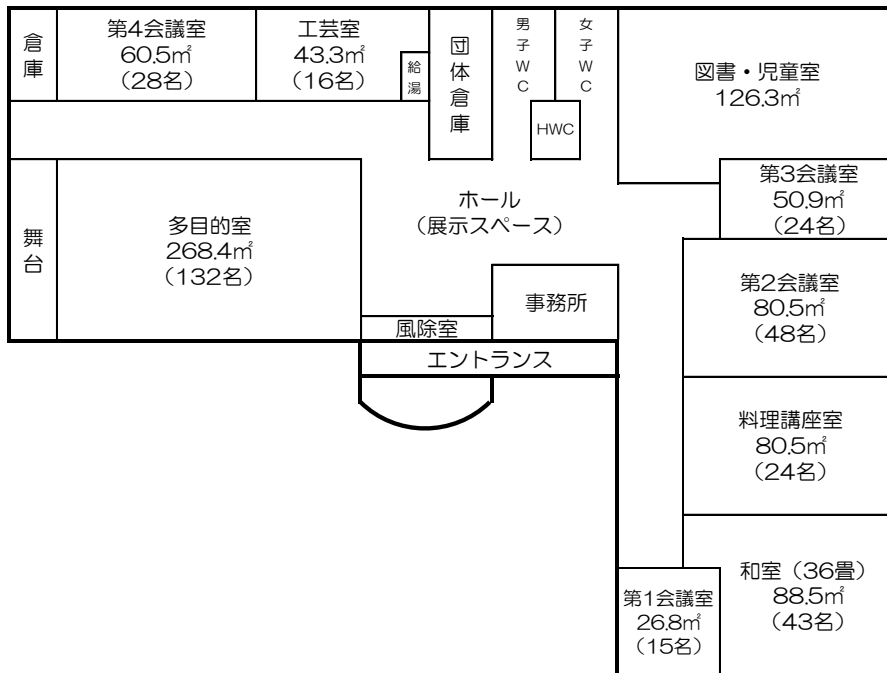 倉庫
第4会議室
60.5㎡
（28名）
工芸室
43.3㎡
（16名）
給湯
団体倉庫
男子WC
女子WC
HWC
図書・児童室
126.3㎡
舞台
多目的室
268.4㎡
（132名）
ホール
（展示スペース）
第3会議室
50.9㎡
（24名）
第2会議室
80.5㎡
（48名）
事務所
風除室
エントランス
料理講座室
80.5㎡
（24名）
和室（36畳）
88.5㎡
（43名）
第1会議室
26.8㎡
（15名）